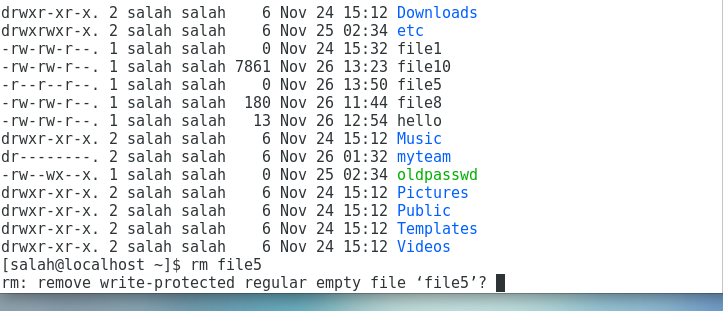 drwxr-xr-x. 2 salah salah    6 Nov 24 15:12 Downloads
drwxrwxr-x. 2 salah salah    6 Nov 25 02:34 etc
-rw-rw-r--. 1 salah salah    0 Nov 24 15:32 file1
-rw-rw-r--. 1 salah salah 7861 Nov 26 13:23 file10
-r--r--r--. 1 salah salah    0 Nov 26 13:50 file5
-rw-rw-r--. 1 salah salah  180 Nov 26 11:44 file8
-rw-rw-r--. 1 salah salah   13 Nov 26 12:54 hello
drwxr-xr-x. 2 salah salah    6 Nov 24 15:12 Music
dr--------. 2 salah salah    6 Nov 26 01:32 myteam
-rw--wx--x. 1 salah salah    0 Nov 25 02:34 oldpasswd
drwxr-xr-x. 2 salah salah    6 Nov 24 15:12 Pictures
drwxr-xr-x. 2 salah salah    6 Nov 24 15:12 Public
drwxr-xr-x. 2 salah salah    6 Nov 24 15:12 Templates
drwxr-xr-x. 2 salah salah    6 Nov 24 15:12 Videos
[salah@localhost ~]$ rm file5
rm: remove write-protected regular empty file ‘file5’?